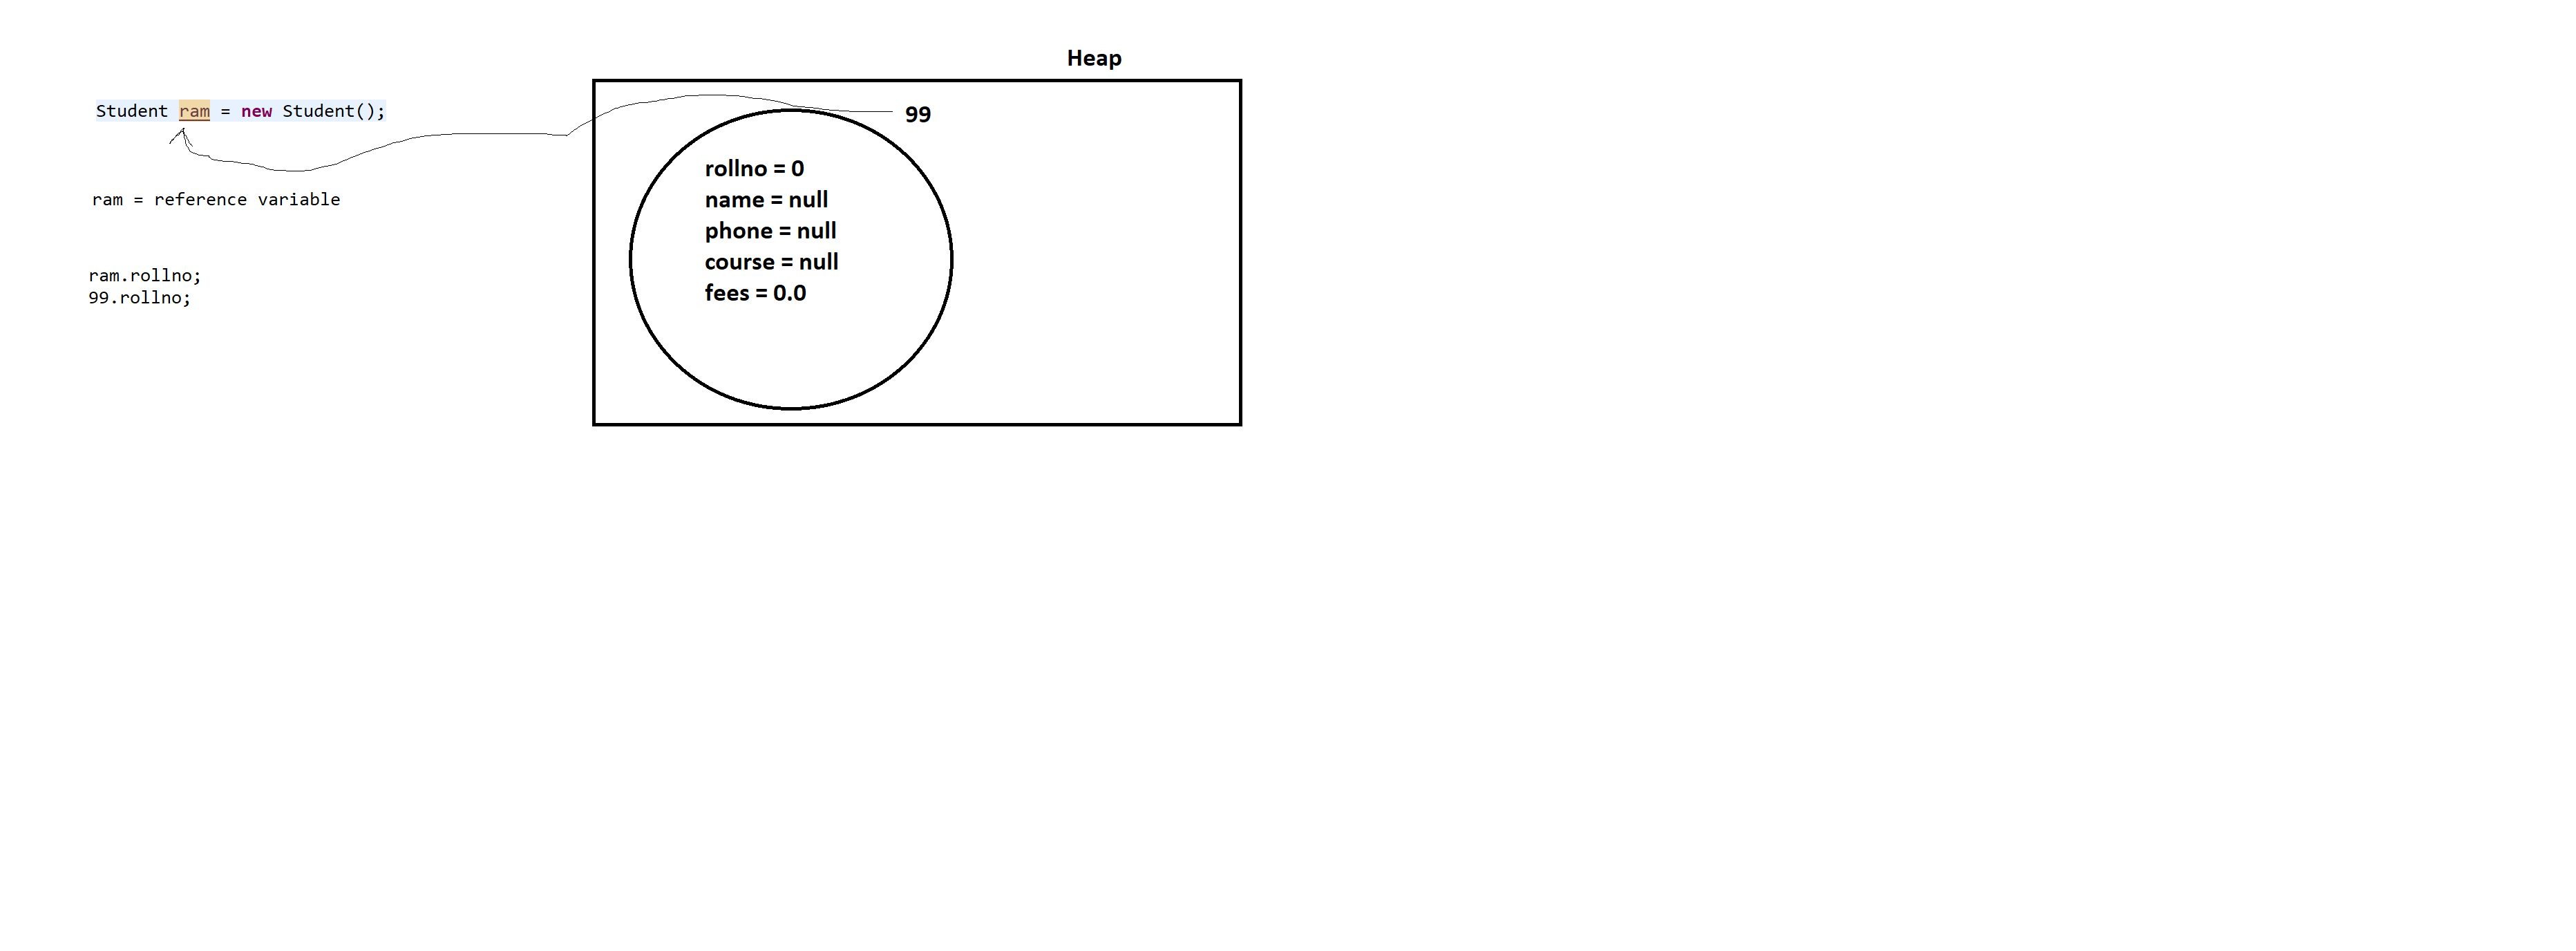 Heap
Student ram = new Student();
99
ram = reference variable
ram.rollno;
99.rollno;
rollno = 0
name = null
phone = null
course = null
fees = 0.0